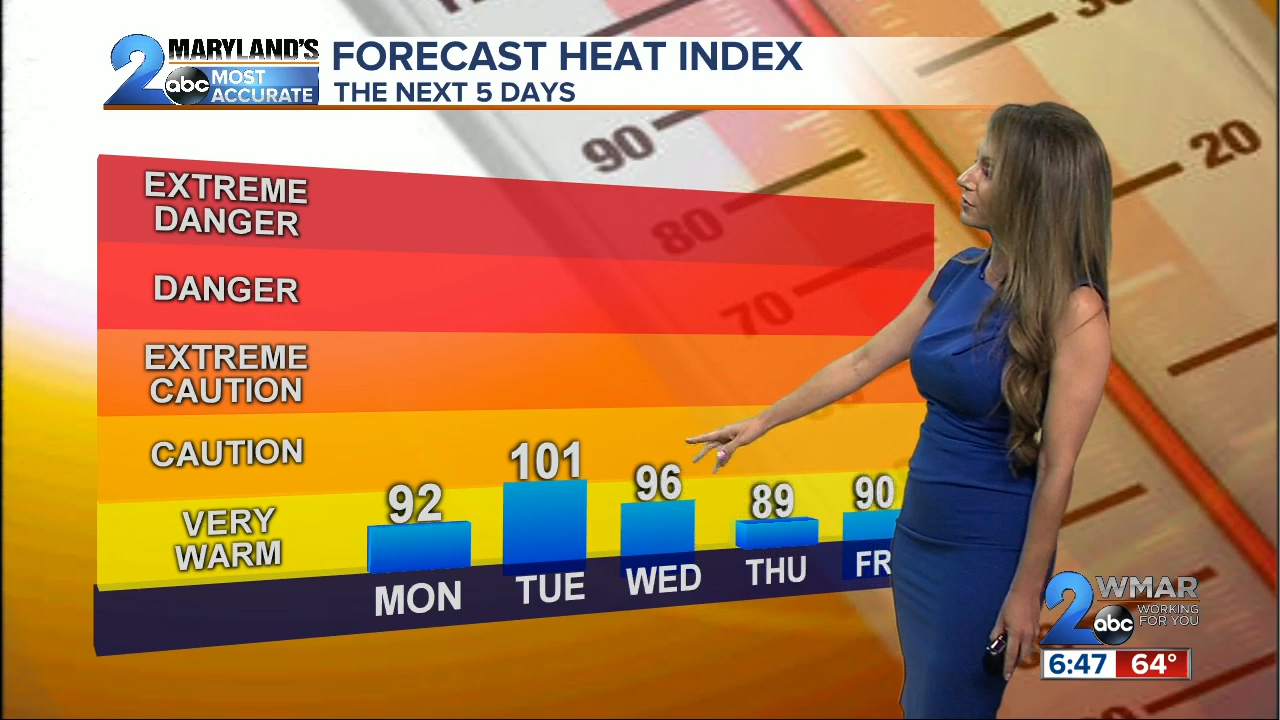 2
abc
MARYLAND'S
MOST
ACCURATE
FORECAST HEAT INDEX
THE NEXT 5 DAYS
30
90
20
80
70
EXTREME
DANGER
DANGER
EXTREME
CAUTION
CAUTION
VERY
WARM
92
101
96
89
90
MON
TUE
WED
THU
FR
2
abc
WMAR
WORKING
FOR YOU
6:47 64°